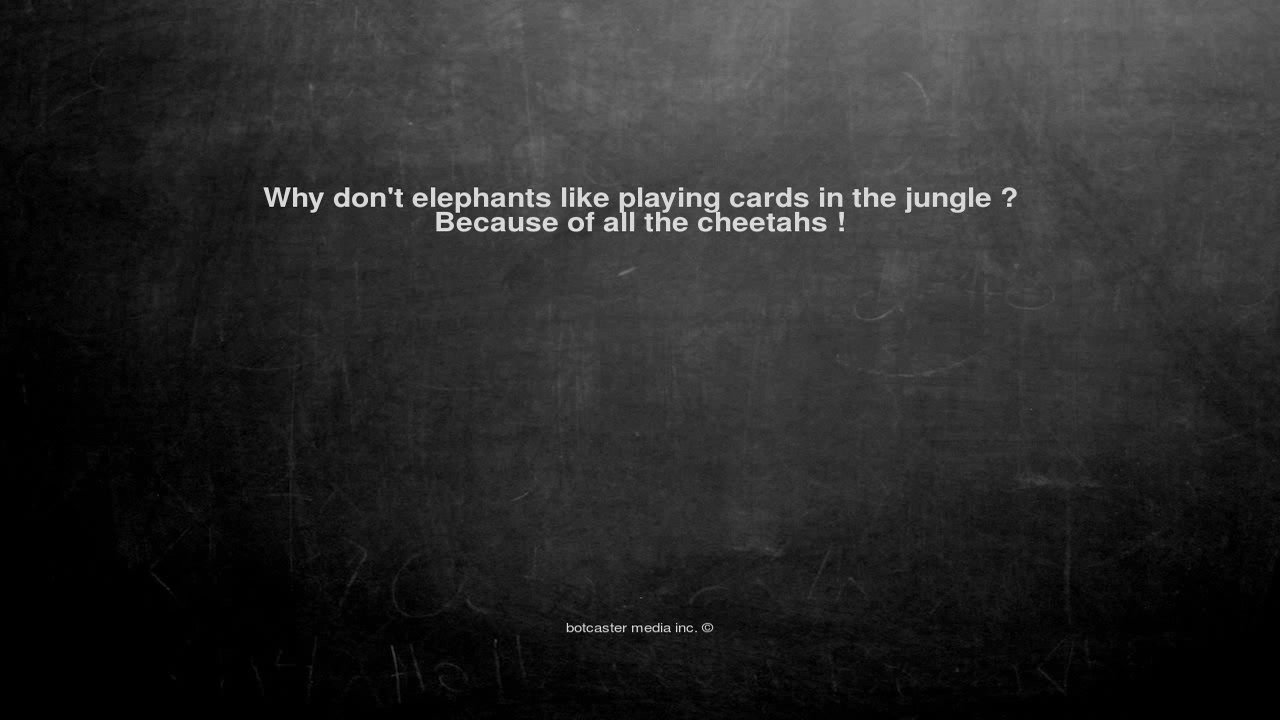 Why don't elephants like playing cards in the jungle ?
Because of all the cheetahs !
botcaster media inc. ©